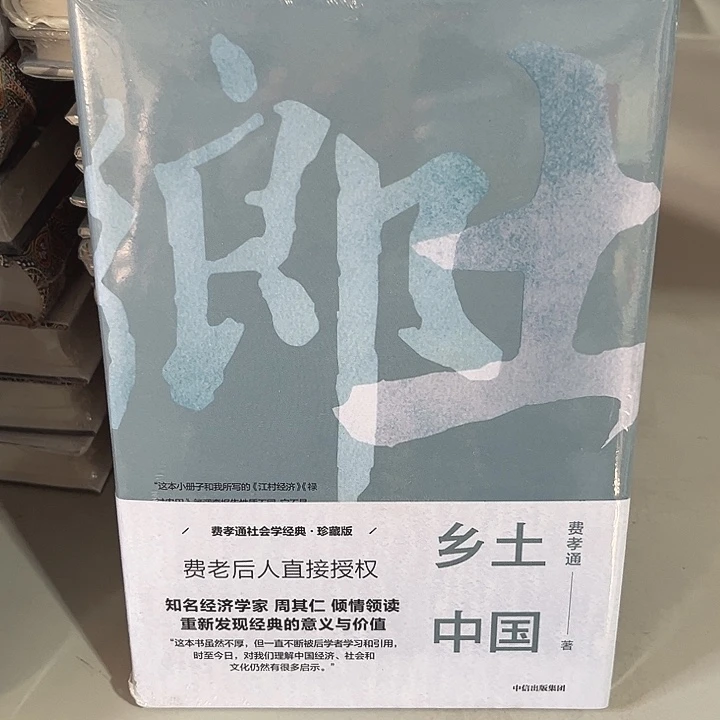 鄉土
"这本小册子和我所写的《江村经济》《禄
费孝通社会学经典·珍藏版
费老后人直接授权
知名经济学家 周其仁 倾情领读
重新发现经典的意义与价值
"这本书虽然不厚，但一直不断被后学者学习和引用，
时至今日，对我们理解中国经济、社会和
文化仍然有很多启示。"
乡土
中国
费孝通
著
中信出版集团